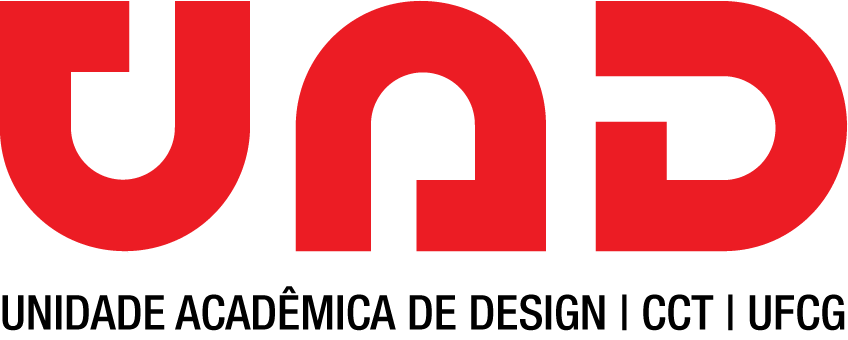 UAD
UNIDADE ACADÊMICA DE DESIGN | CCT | UFCG